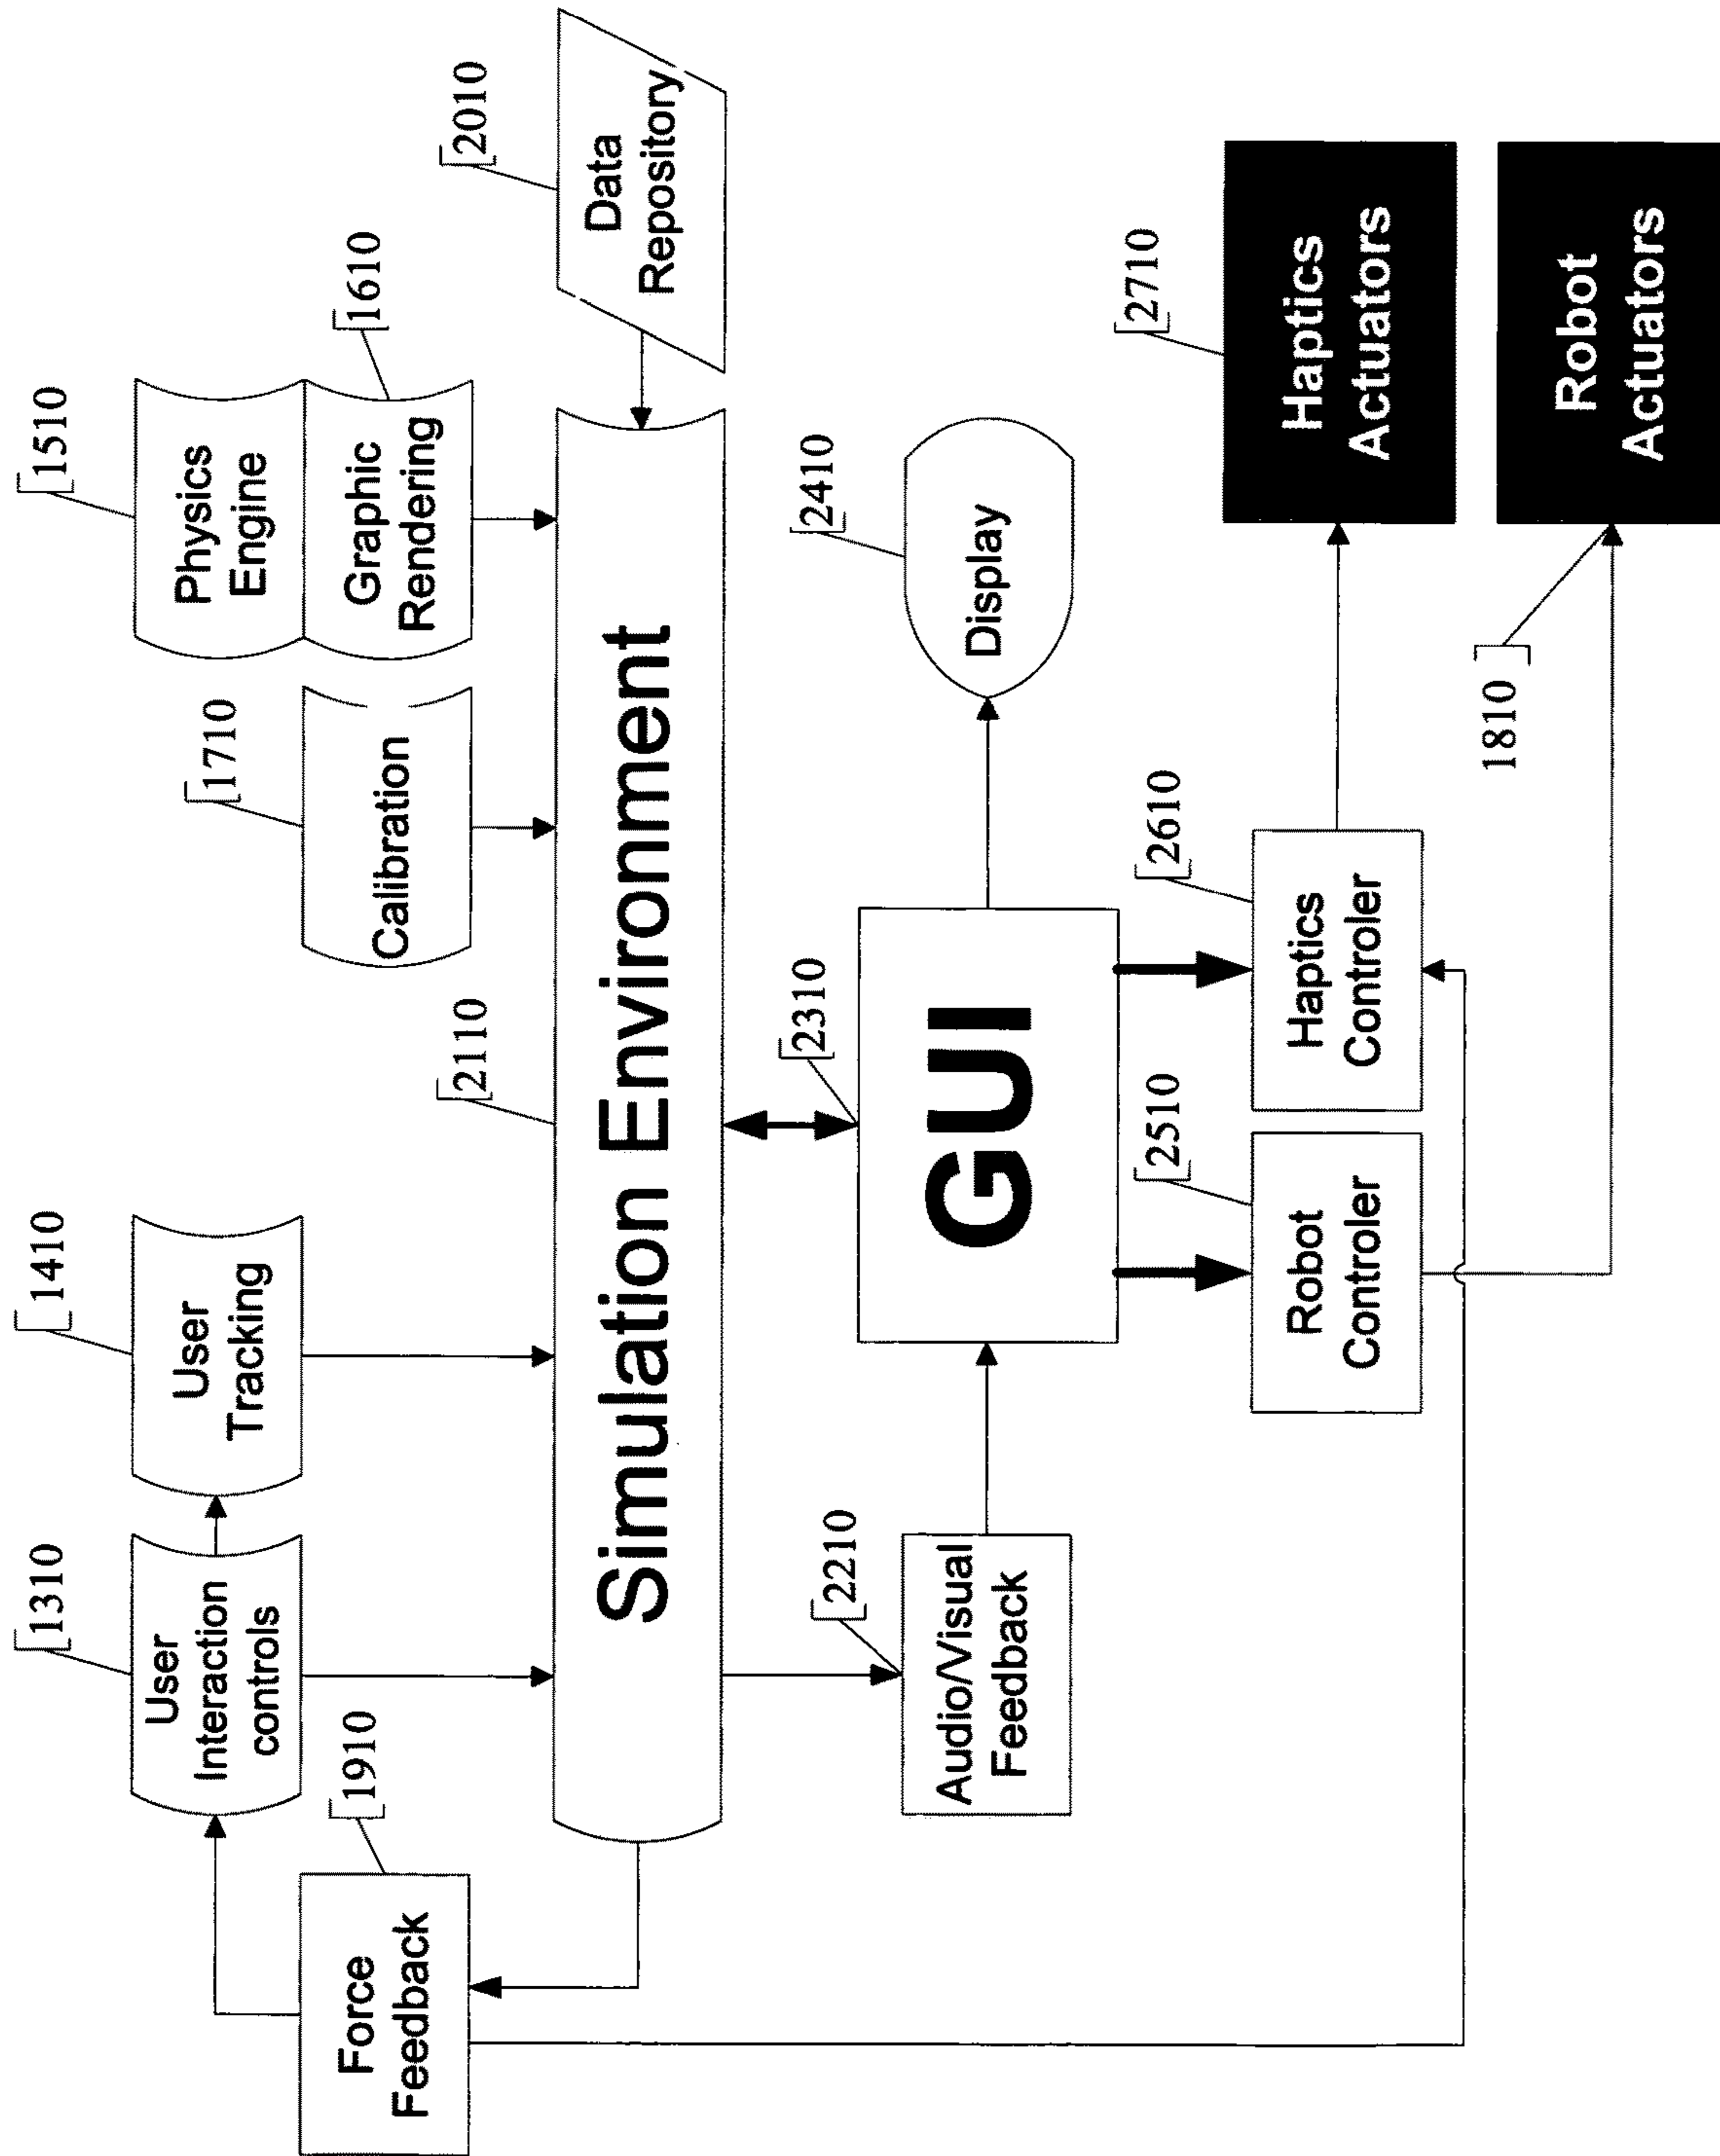 1310
User
Interaction
controls
1410
User
Tracking
1510
Physics
Engine
1610
Graphic
Rendering
1710
Calibration
1910
Force
Feedback
2110
Simulation Environment
2010
Data
Repository
2210
Audio/Visual
Feedback
2310
GUI
2410
Display
2510
Robot
Controler
2610
Haptics
Controler
2710
Haptics
Actuators
1810
Robot
Actuators